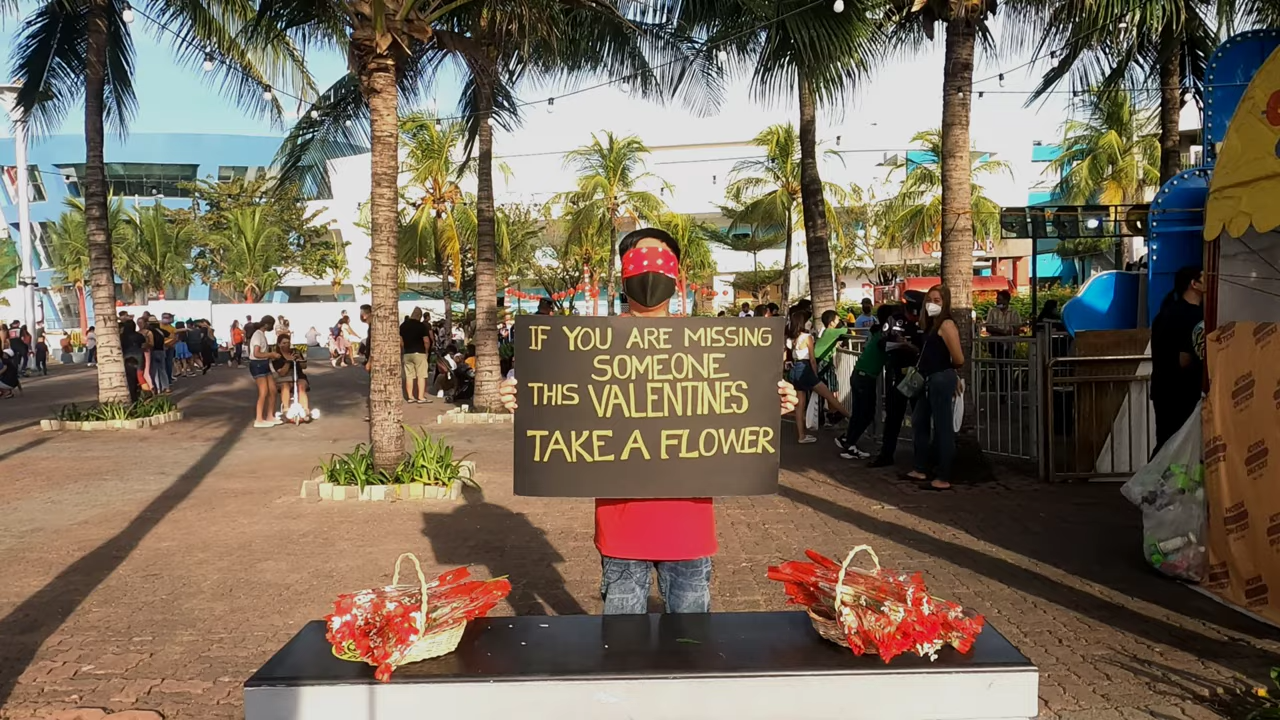 IF YOU ARE MISSING
SOMEONE
THIS VALENTINES
TAKE A FLOWER